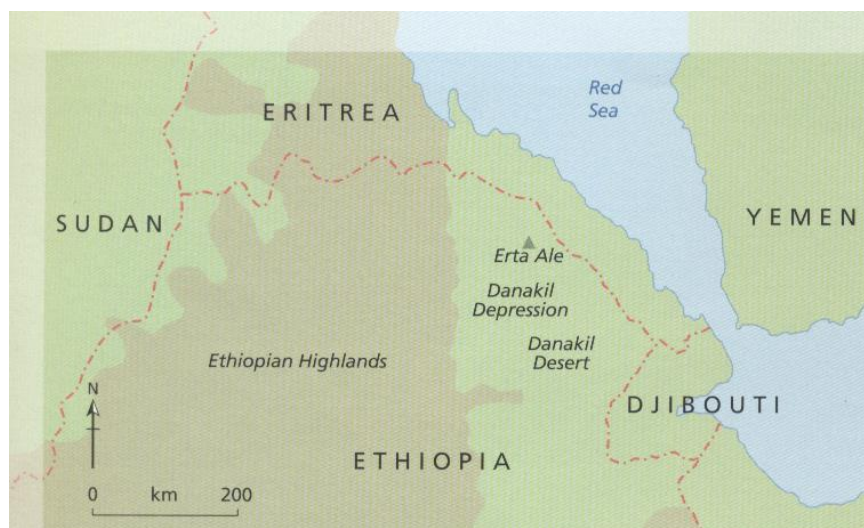 Red
Sea
ERITREA
SUDAN
YEMEN
Erta Ale
Danakil
Depression
Danakil
Desert
Ethiopian Highlands
N
DJIBOUTI
ETHIOPIA
0 km 200